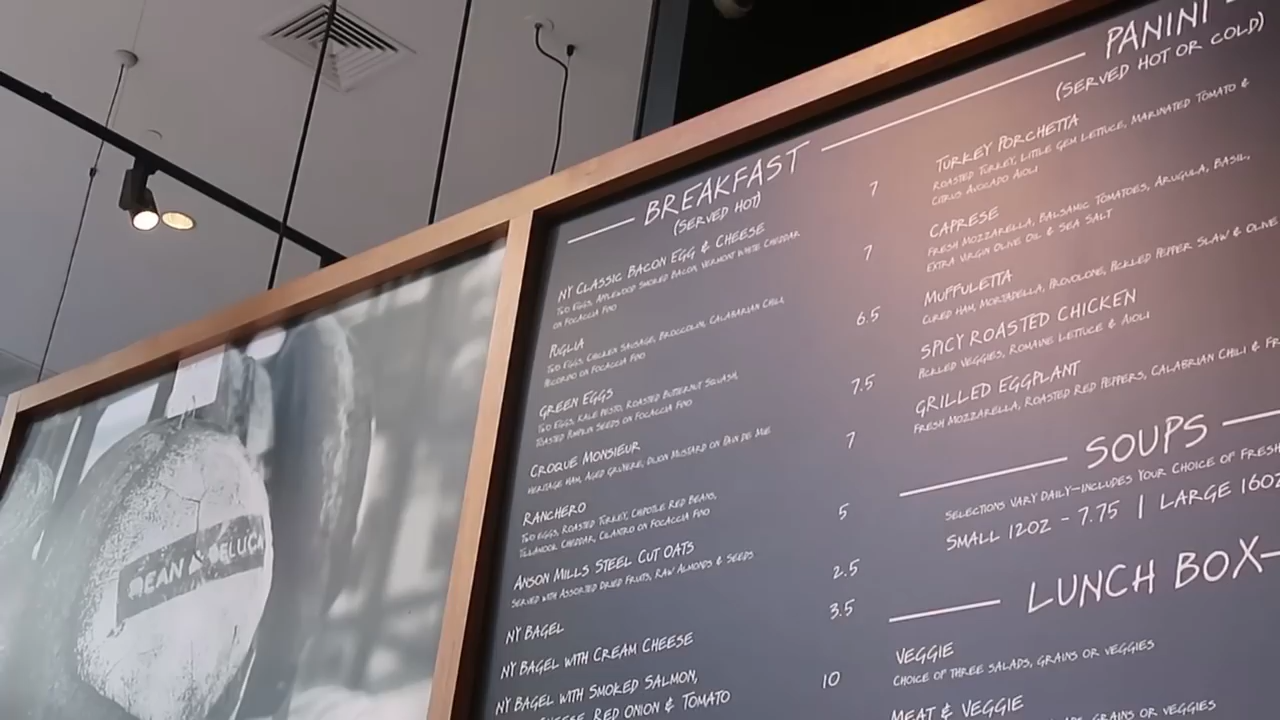 DEAN & DELUCA
BREAKFAST
(SERVED HOT)
NY CLASSIC BACON EGG & CHEESE 7
TWO EGGS, APPLEWOOD SMOKED BACON, VERMONT WHITE CHEDDAR
ON FOCACCIA FINO
PUGLIA 7
TWO EGGS, CHICKEN SAUSAGE, BROCCOLINI, CALABRIAN CHILI,
PECORINO ON FOCACCIA FINO
GREEN EGGS 6.5
TWO EGGS, KALE PESTO, ROASTED BUTTERNUT SQUASH,
TOASTED PUMPKIN SEEDS ON FOCACCIA FINO
CROQUE MONSIEUR 7.5
HERITAGE HAM, AGED GRUYERE, DIJON MUSTARD ON PAIN DE MIE
RANCHERO 7
TWO EGGS, ROASTED TURKEY, CHIPOTLE RED BEANS,
TILLAMOOK CHEDDAR, CILANTRO ON FOCACCIA FINO
ANSON MILLS STEEL CUT OATS 5
SERVED WITH ASSORTED DRIED FRUITS, RAW ALMONDS & SEEDS
NY BAGEL 2.5
NY BAGEL WITH CREAM CHEESE 3.5
NY BAGEL WITH SMOKED SALMON, 10
RED ONION & TOMATO
PANINI
(SERVED HOT OR COLD)
TURKEY PORCHETTA
ROASTED TURKEY, LITTLE GEM LETTUCE, MARINATED TOMATO &
CITRUS AVOCADO AIOLI
CAPRESE
FRESH MOZZARELLA, BALSAMIC TOMATOES, ARUGULA, BASIL,
EXTRA VIRGIN OLIVE OIL & SEA SALT
MUFFULETTA
CURED HAM, MORTADELLA, PROVOLONE, PICKLED PEPPER SLAW & OLIVE
SPICY ROASTED CHICKEN
PICKLED VEGGIES, ROMAINE LETTUCE & AIOLI
GRILLED EGGPLANT
FRESH MOZZARELLA, ROASTED RED PEPPERS, CALABRIAN CHILI & FR
SOUPS
SELECTIONS VARY DAILY-INCLUDES YOUR CHOICE OF FRESH
SMALL 12OZ - 7.75 | LARGE 16OZ
LUNCH BOX
VEGGIE
CHOICE OF THREE SALADS, GRAINS OR VEGGIES
MEAT & VEGGIE
GRAINS OR VEGGIES